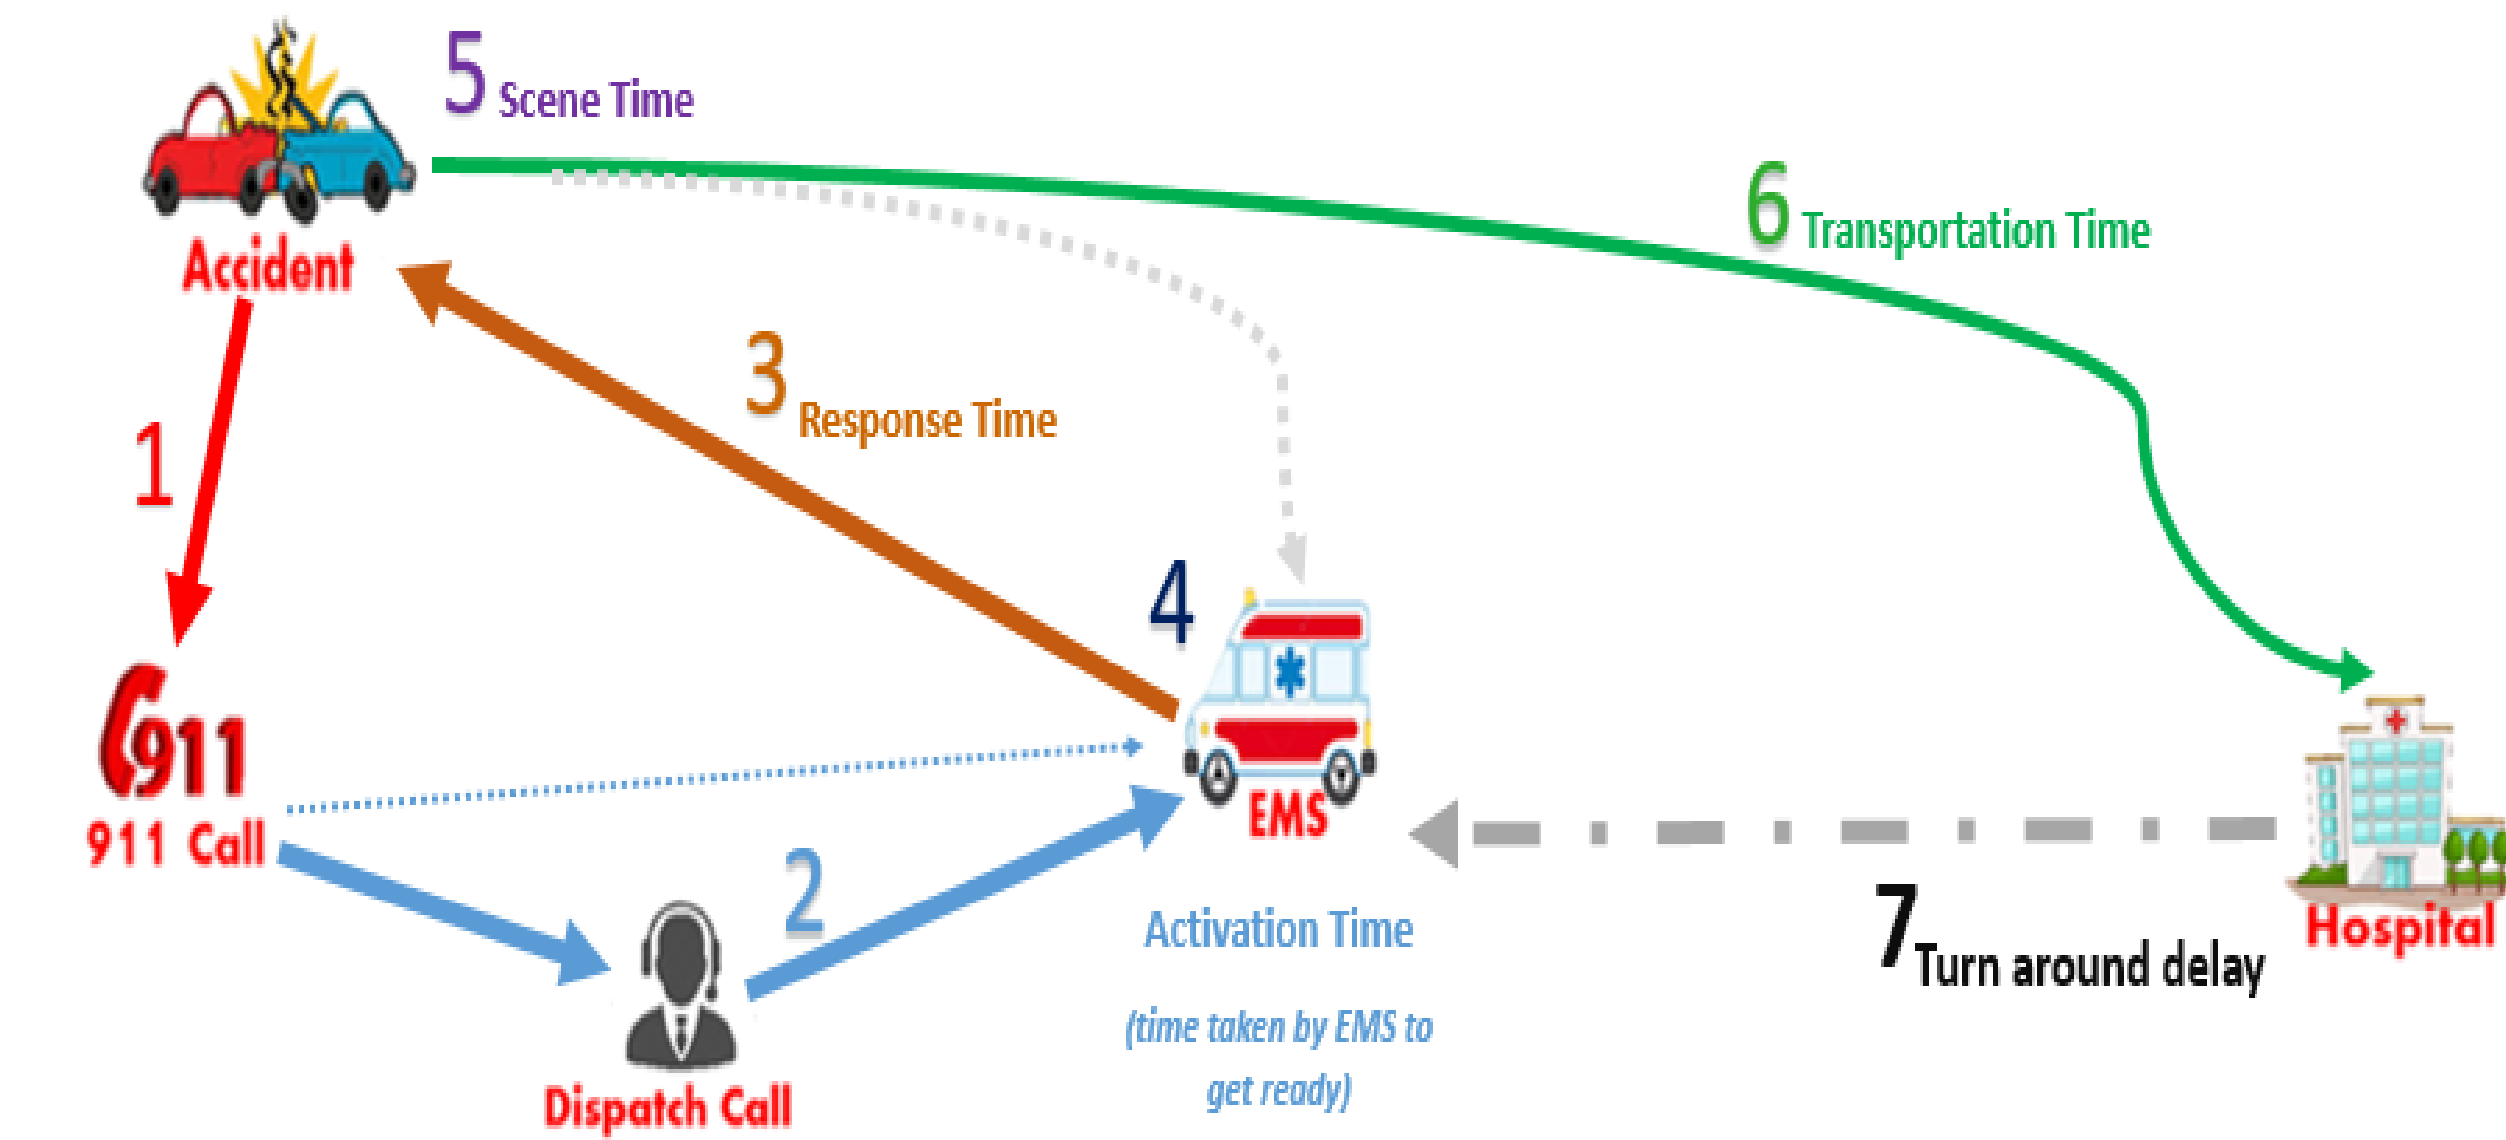 5 Scene Time
6 Transportation Time
Accident
3 Response Time
1
4
911
911 Call
EMS
2
Activation Time
(time taken by EMS to
get ready)
7 Turn around delay
Hospital
Dispatch Call